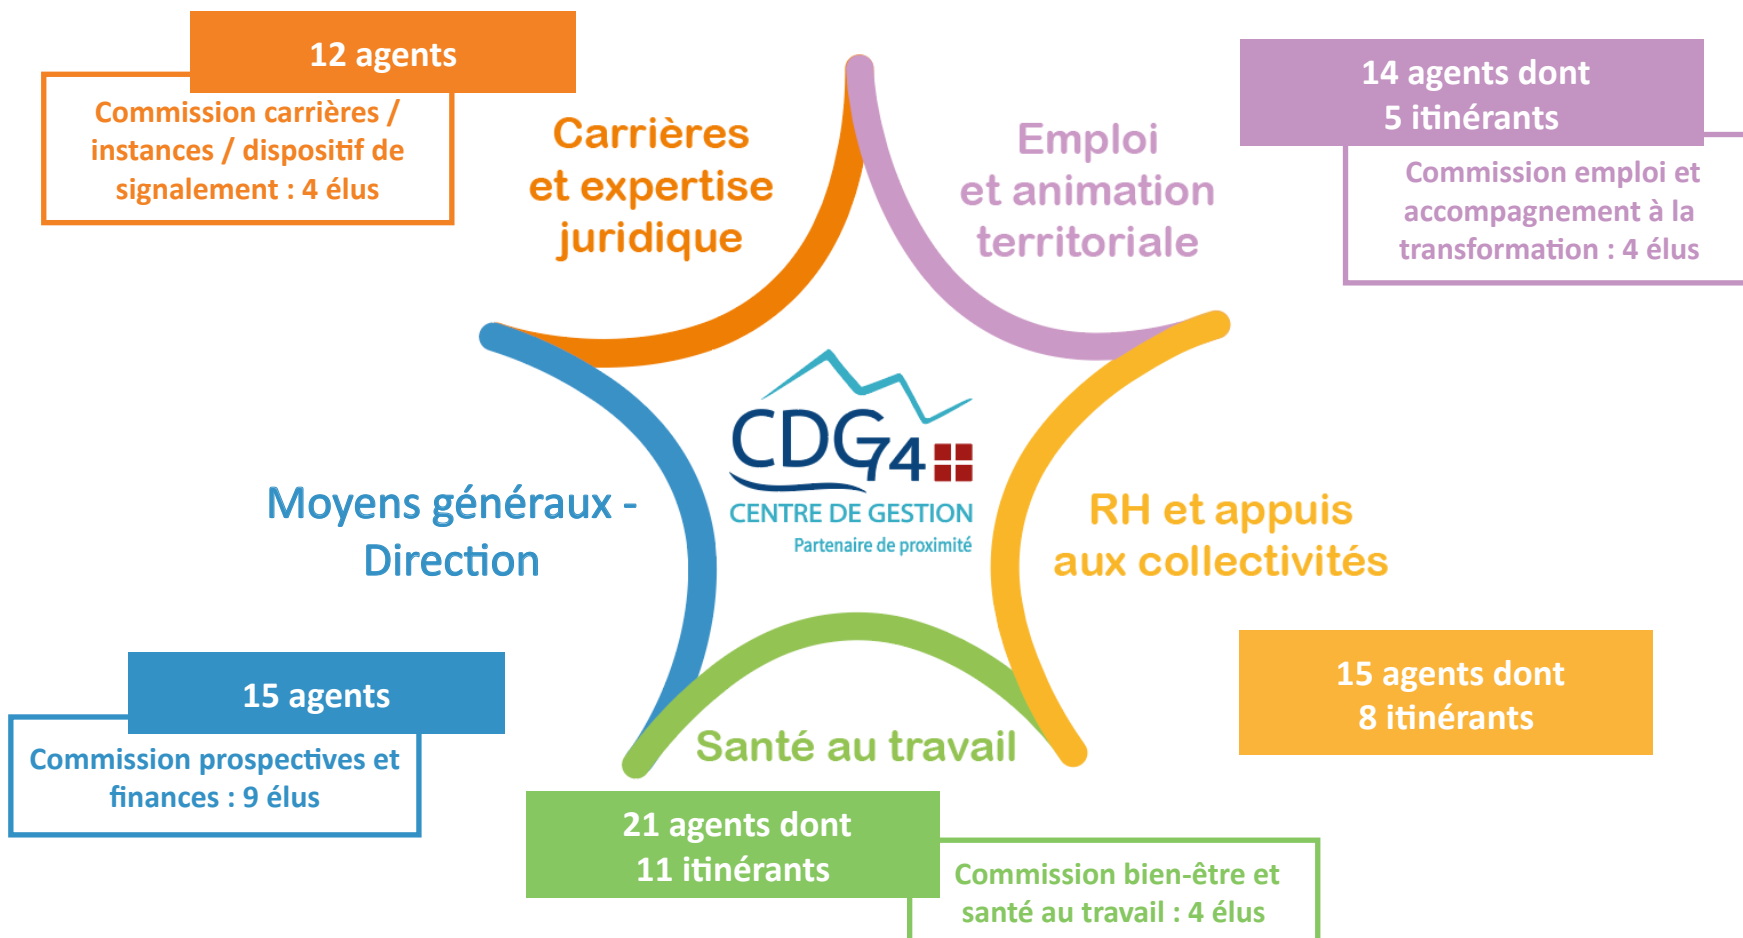 12 agents
Commission carrières /
instances / dispositif de
signalement : 4 élus
Carrières
et expertise
juridique
Emploi
et animation
territoriale
14 agents dont
5 itinérants
Commission emploi et
accompagnement à la
transformation : 4 élus
CDG74
CENTRE DE GESTION
Partenaire de proximité
Moyens généraux -
Direction
RH et appuis
aux collectivités
15 agents
Commission prospectives et
finances : 9 élus
15 agents dont
8 itinérants
Santé au travail
21 agents dont
11 itinérants
Commission bien-être et
santé au travail : 4 élus